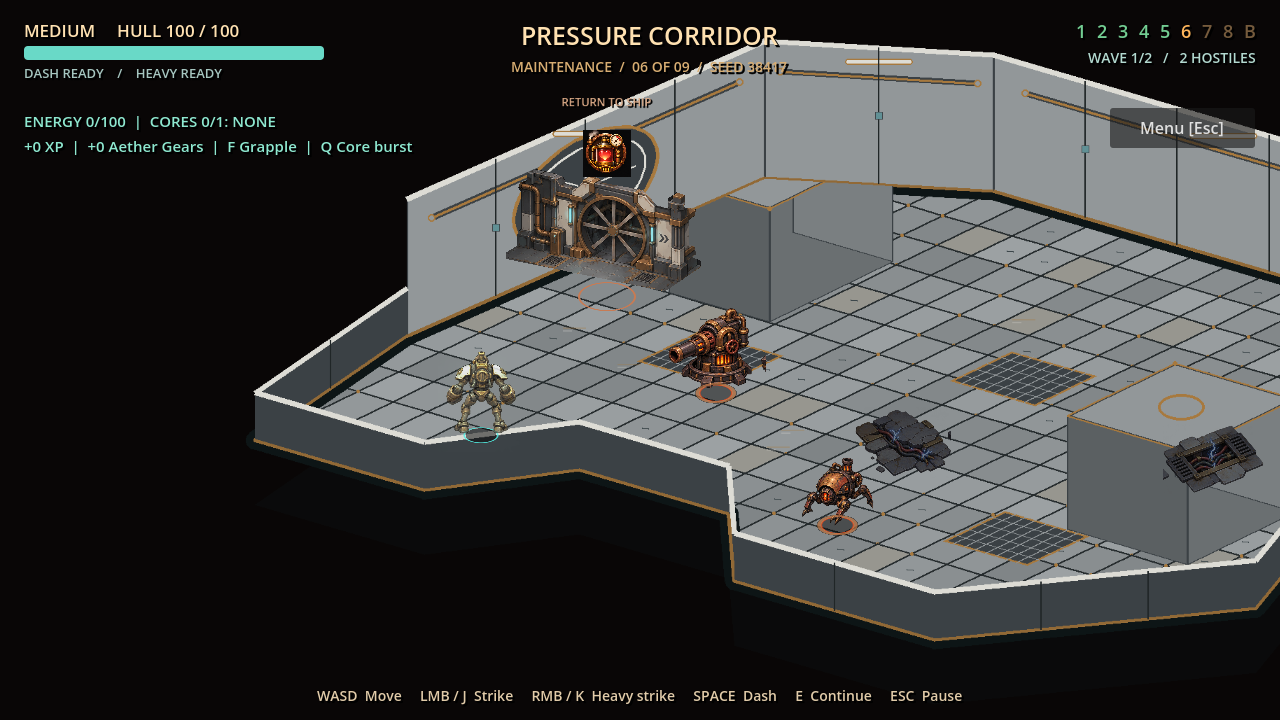 MEDIUM HULL 100 / 100
DASH READY / HEAVY READY
ENERGY 0/100 | CORES 0/1: NONE
+0 XP | +0 Aether Gears | F Grapple | Q Core burst
PRESSURE CORRIDOR
MAINTENANCE / 06 OF 09 / SEED 38417
RETURN TO SHIP
1 2 3 4 5 6 7 8 B
WAVE 1/2 / 2 HOSTILES
Menu [Esc]
WASD Move LMB / J Strike RMB / K Heavy strike SPACE Dash E Continue ESC Pause